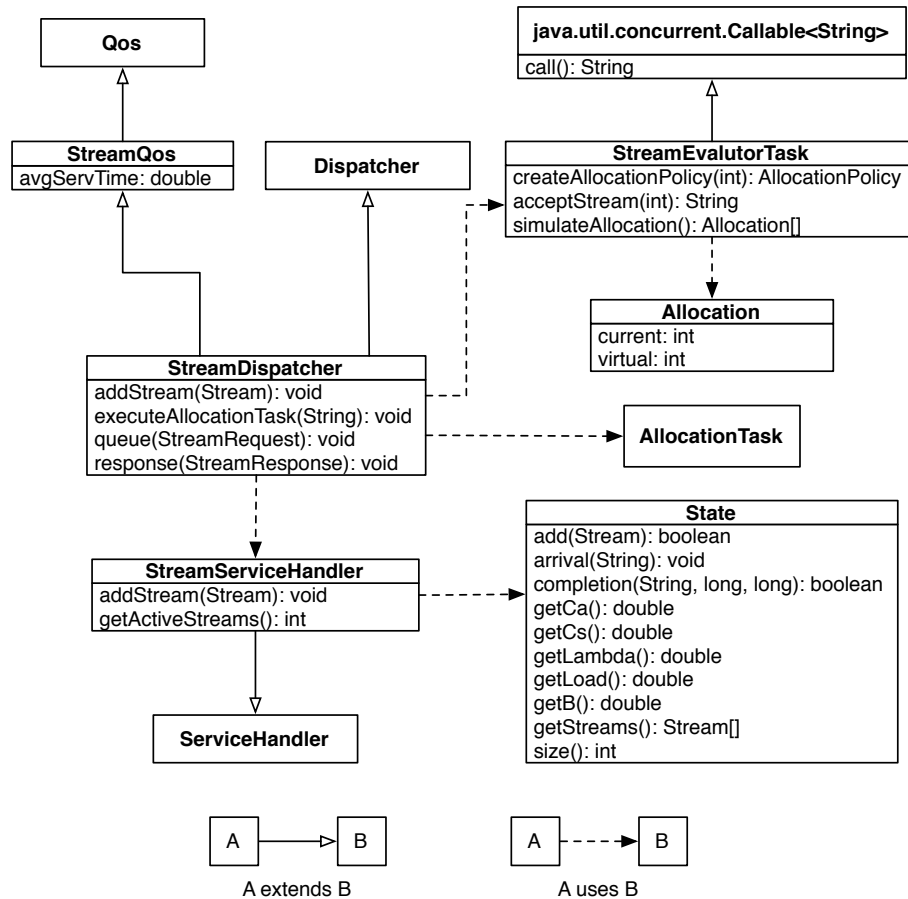 Qos
java.util.concurrent.Callable<String>
call(): String
StreamQos
avgServTime: double
Dispatcher
StreamEvalutorTask
createAllocationPolicy(int): AllocationPolicy
acceptStream(int): String
simulateAllocation(): Allocation[]
Allocation
current: int
virtual: int
StreamDispatcher
addStream(Stream): void
executeAllocationTask(String): void
queue(StreamRequest): void
response(StreamResponse): void
AllocationTask
StreamServiceHandler
addStream(Stream): void
getActiveStreams(): int
State
add(Stream): boolean
arrival(String): void
completion(String, long, long): boolean
getCa(): double
getCs(): double
getLambda(): double
getLoad(): double
getB(): double
getStreams(): Stream[]
size(): int
ServiceHandler
A
B
A extends B
A
B
A uses B